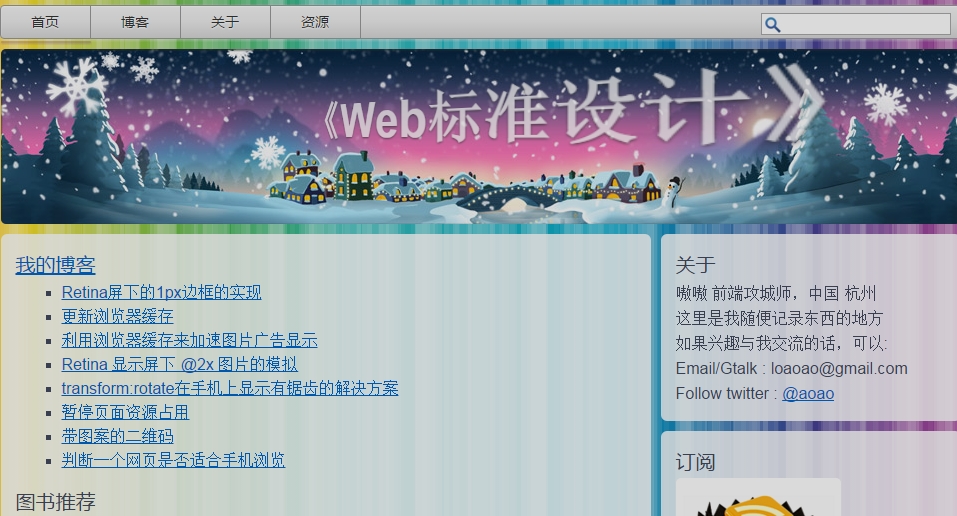 首页 博客 关于 资源
《Web标准设计》
我的博客
Retina屏下的1px边框的实现
更新浏览器缓存
利用浏览器缓存来加速图片广告显示
Retina 显示屏下 @2x 图片的模拟
transform:rotate在手机上显示有锯齿的解决方案
暂停页面资源占用
带图案的二维码
判断一个网页是否适合手机浏览
图书推荐
关于
嗷嗷 前端攻城师，中国 杭州
这里是我随便记录东西的地方
如果兴趣与我交流的话，可以:
Email/Gtalk : loaoao@gmail.com
Follow twitter : @aoao
订阅